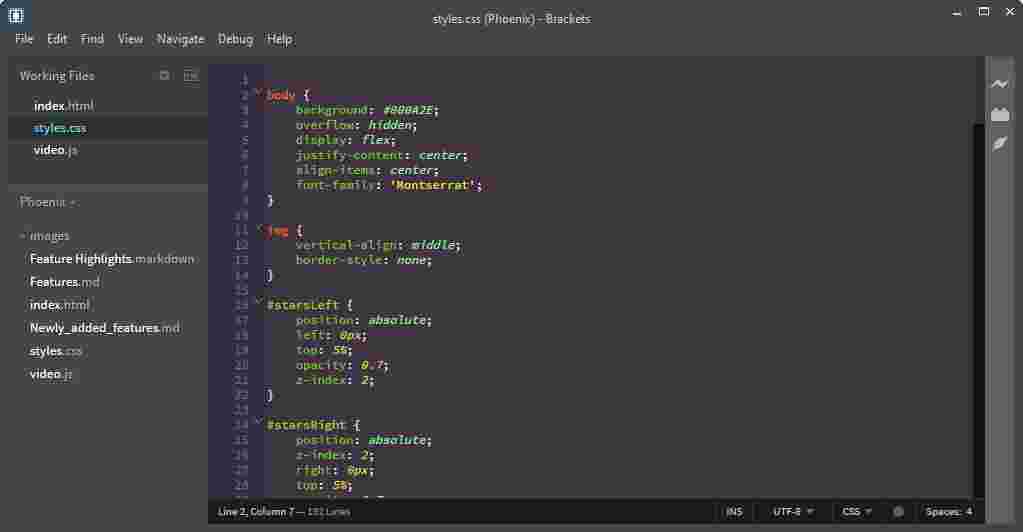 styles.css (Phoenix) - Brackets
File Edit Find View Navigate Debug Help
Working Files
index.html
styles.css
video.js
Phoenix
images
Feature Highlights.markdown
Features.md
index.html
Newly_added_features.md
styles.css
video.js
1
2 body {
3 background: #000A2E;
4 overflow: hidden;
5 display: flex;
6 justify-content: center;
7 align-items: center;
8 font-family: 'Montserrat';
9 }
10
11 img {
12 vertical-align: middle;
13 border-style: none;
14 }
15
16 #starsLeft {
17 position: absolute;
18 left: 0px;
19 top: 5%;
20 opacity: 0.7;
21 z-index: 2;
22 }
23
24 #starsRight {
25 position: absolute;
26 z-index: 2;
27 right: 0px;
28 top: 5%;
Line 2, Column 7 — Lines
INS UTF-8 CSS Spaces: 4